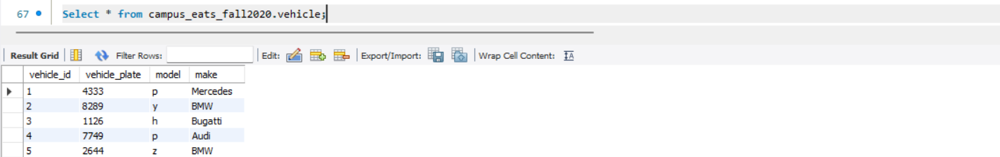 67 Select * from campus_eats_fall2020.vehicle;
Result Grid Filter Rows: Edit: Export/Import: Wrap Cell Content: IA
vehicle_id vehicle_plate model make
1 4333 p Mercedes
2 8289 y BMW
3 1126 h Bugatti
4 7749 p Audi
5 2644 z BMW